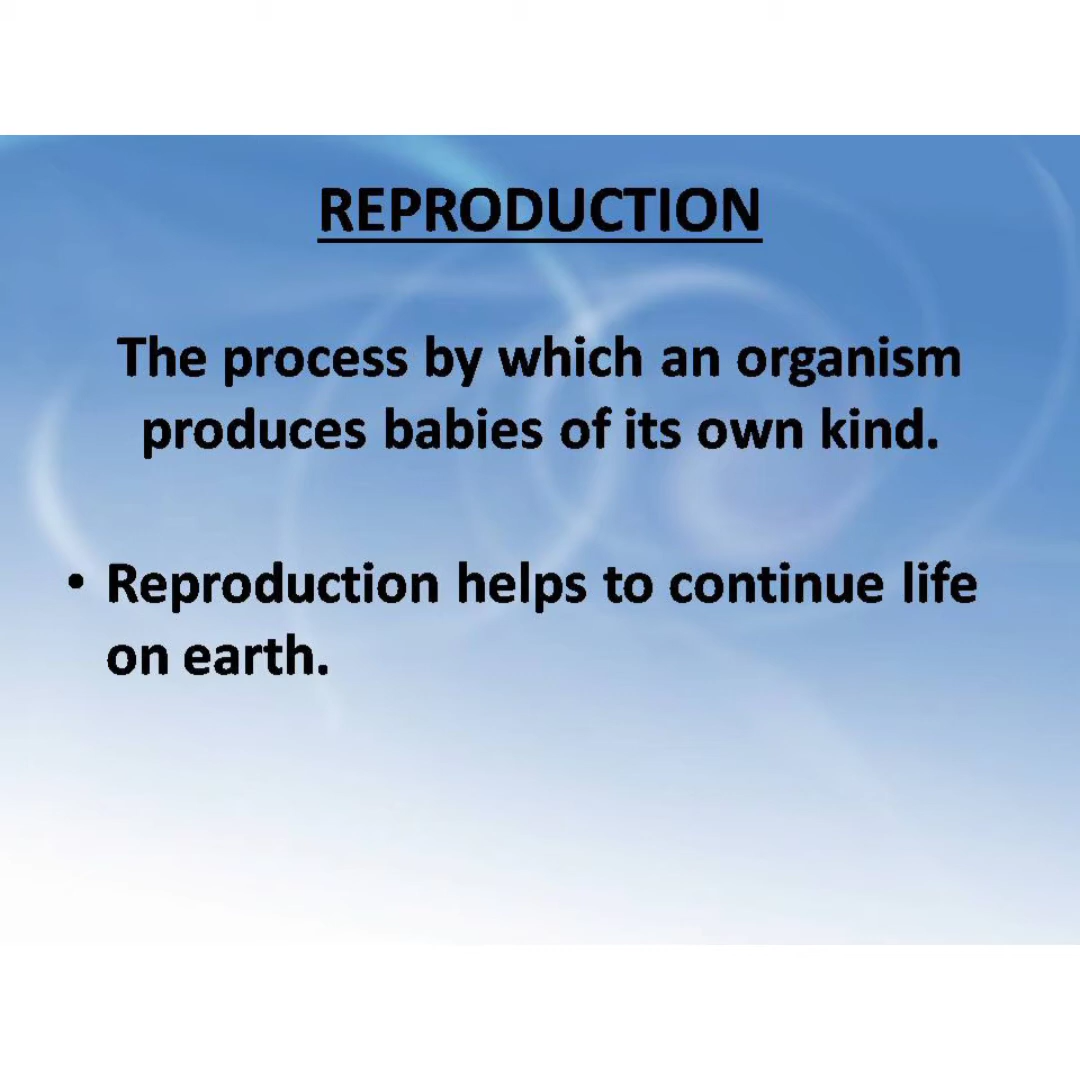 REPRODUCTION
The process by which an organism
produces babies of its own kind.
• Reproduction helps to continue life
on earth.